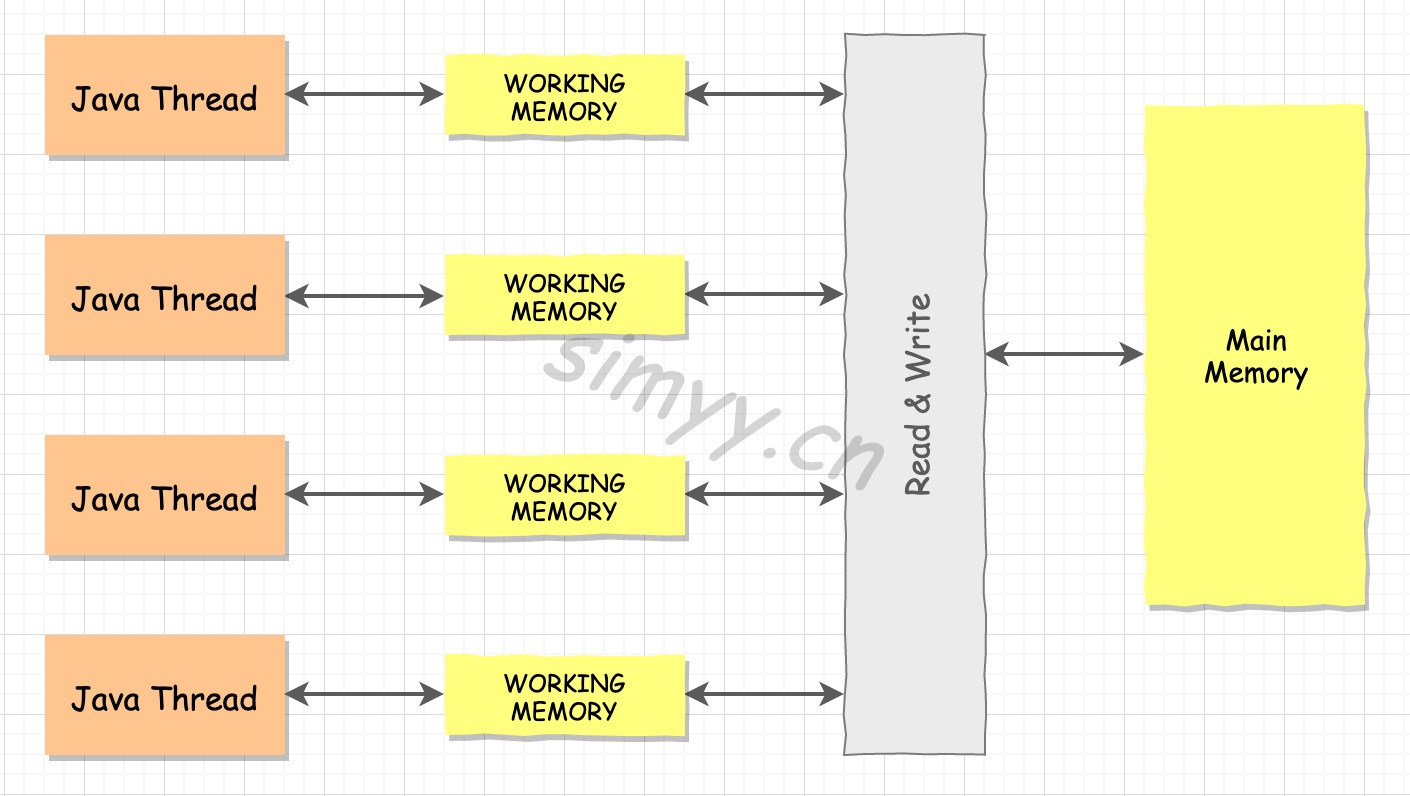 Java Thread
WORKING
MEMORY
Java Thread
WORKING
MEMORY
Java Thread
WORKING
MEMORY
Java Thread
WORKING
MEMORY
Read & Write
Main
Memory
simyy.cn